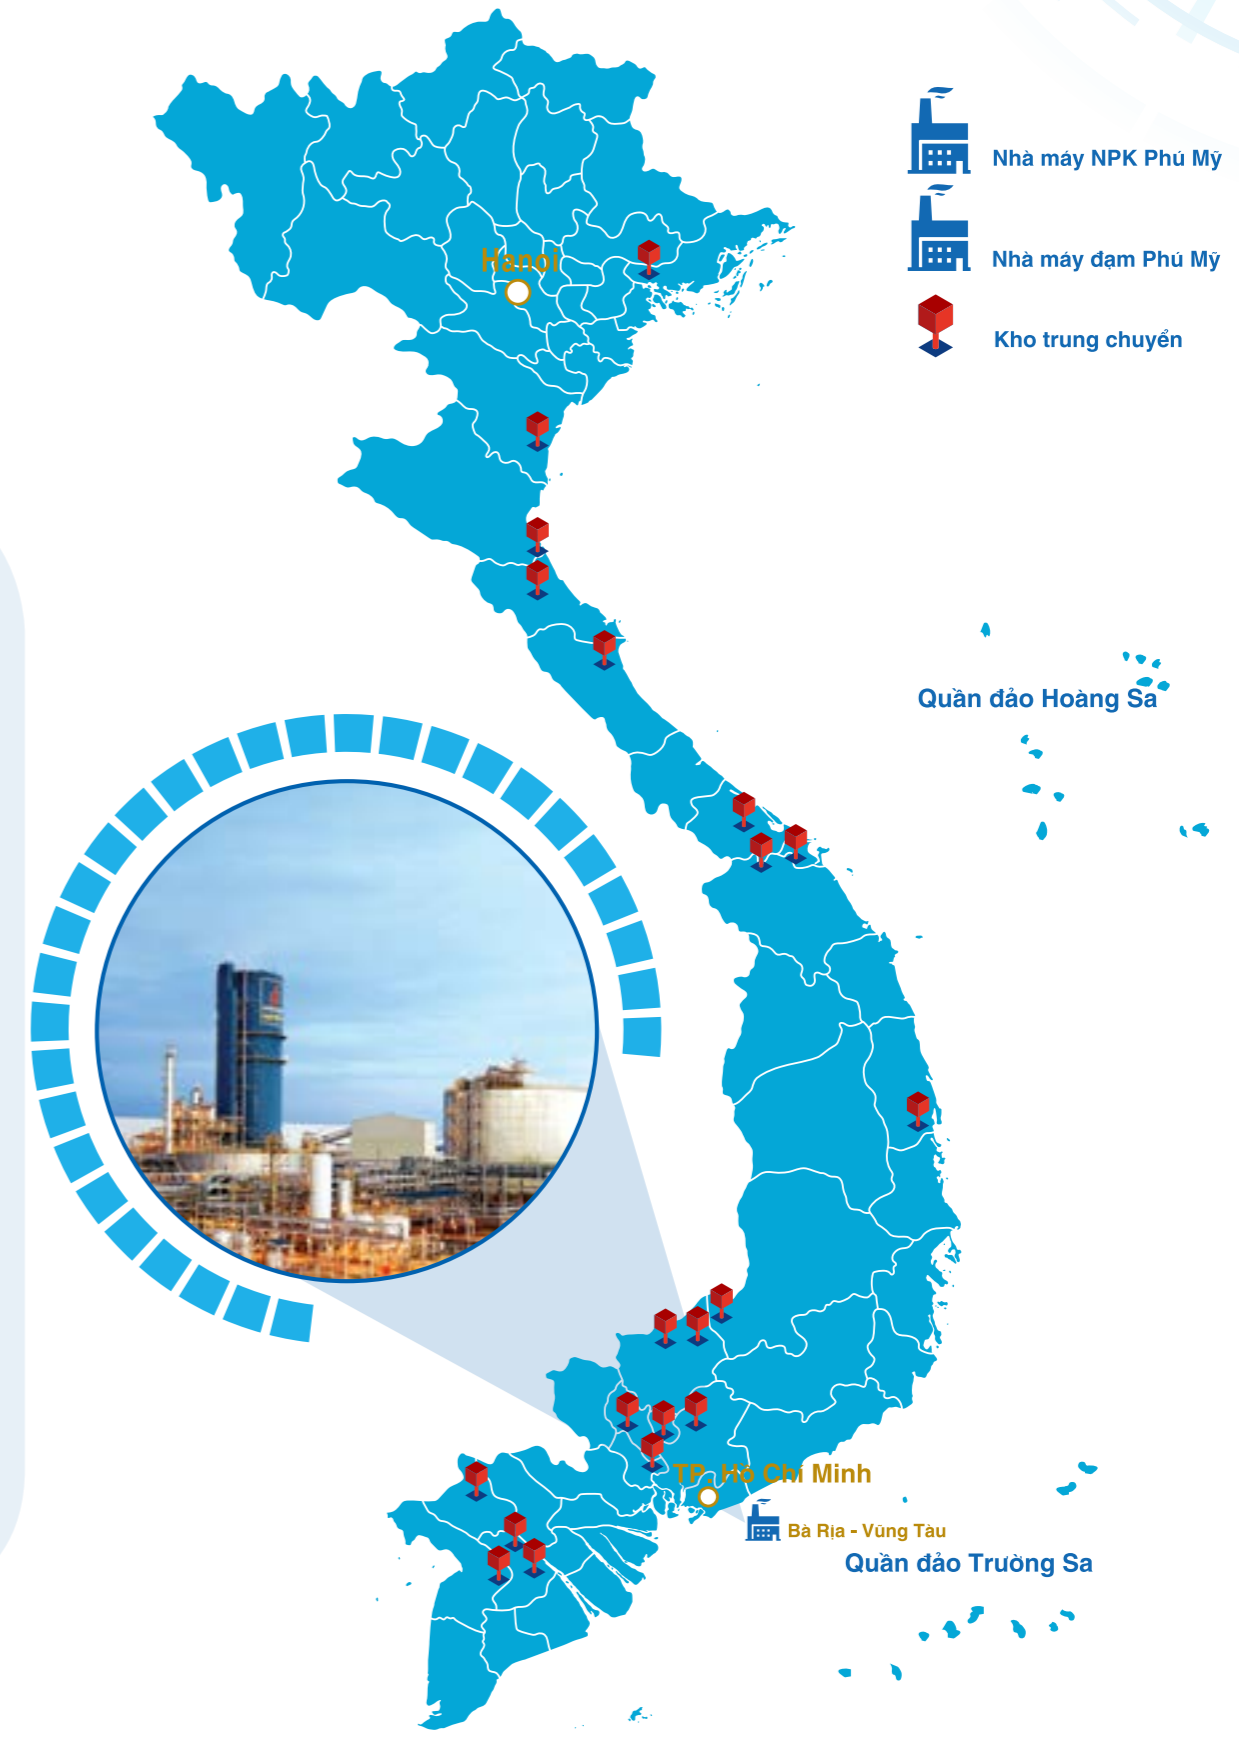 Nhà máy NPK Phú Mỹ
Nhà máy đạm Phú Mỹ
Hanoi
Kho trung chuyển
Quần đảo Hoàng Sa
TP. Hồ Chí Minh
Bà Rịa - Vũng Tàu
Quần đảo Trường Sa